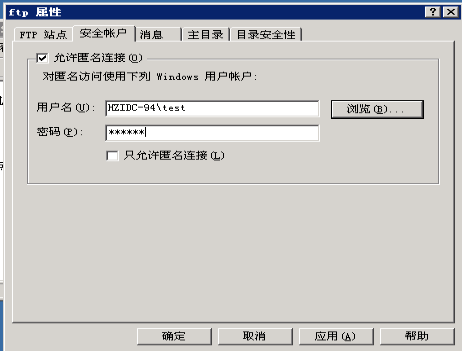 ftp 属性
FTP 站点 安全帐户 消息 主目录 目录安全性
允许匿名连接(O)
对匿名访问使用下列 Windows 用户帐户:
用户名(U): HZIDC-94\test 浏览(B)...
密码(P): ******
只允许匿名连接(L)
确定 取消 应用(A) 帮助